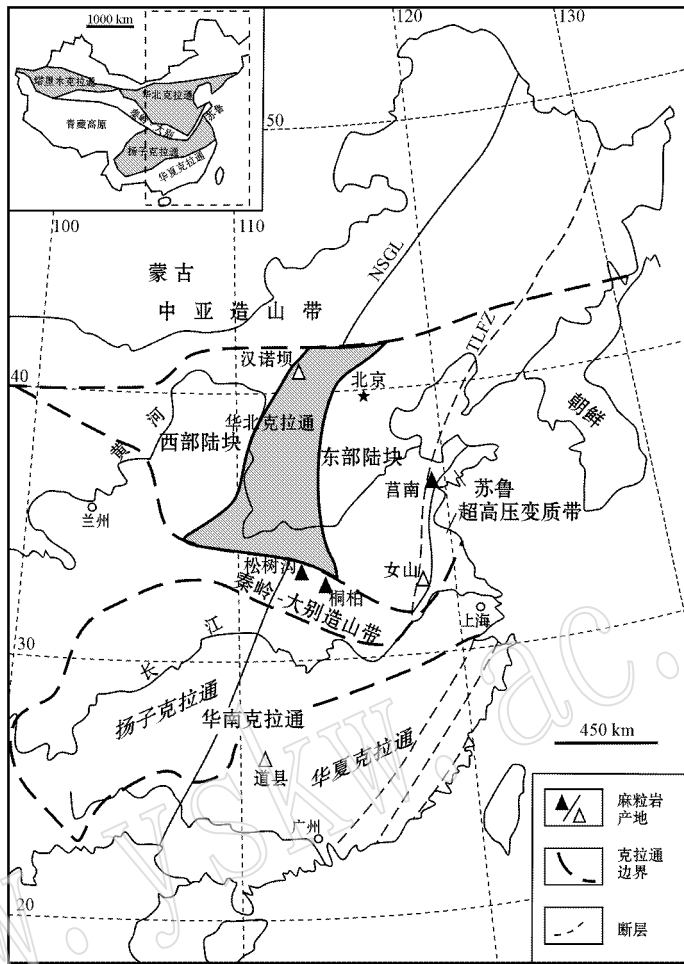 1000 km
塔里木克拉通
华北克拉通
青藏高原
秦岭-大别
苏鲁
扬子克拉通
华夏克拉通
120
130
50
100
110
蒙古
中亚造山带
NSGL
TLFZ
汉诺坝
40
北京
华北克拉通
朝鲜
黄河
西部陆块
东部陆块
莒南
苏鲁
超高压变质带
兰州
松树沟
女山
桐柏
秦岭-大别造山带
上海
30
长江
扬子克拉通
华南克拉通
450 km
华夏克拉通
道县
麻粒岩
产地
广州
克拉通
边界
20
断层
www.yskw.ac.